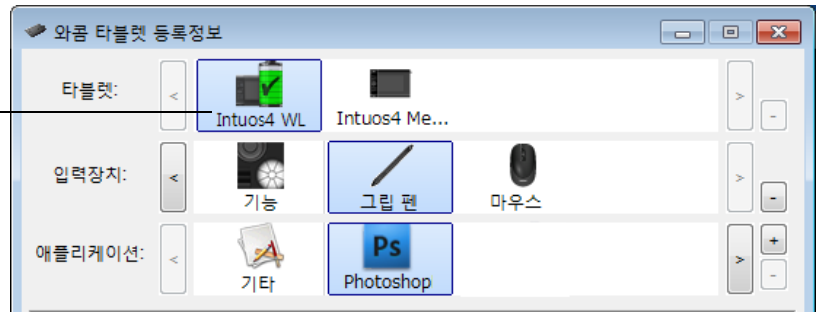 와콤 타블렛 등록정보
타블렛:
<
Intuos4 WL
Intuos4 Me...
>
-
입력장치:
<
기능
그립 펜
마우스
>
-
애플리케이션:
<
기타
Ps
Photoshop
>
+
-